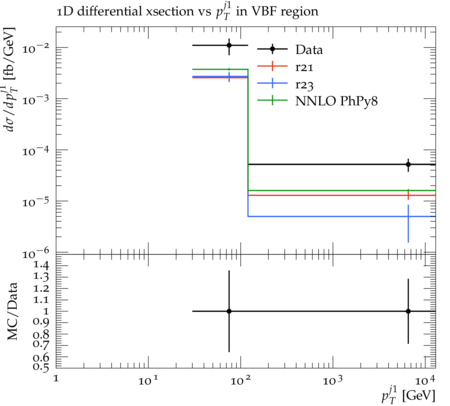 1D differential xsection vs p_T^{j1} in VBF region
dσ/dp_T^{j1} [fb/GeV]
10^{−2}
10^{−3}
10^{−4}
10^{−5}
10^{−6}
Data
r21
r23
NNLO PhPy8
MC/Data
1.4
1.3
1.2
1.1
1
0.9
0.8
0.7
0.6
0.5
1 10^1 10^2 10^3 10^4
p_T^{j1} [GeV]